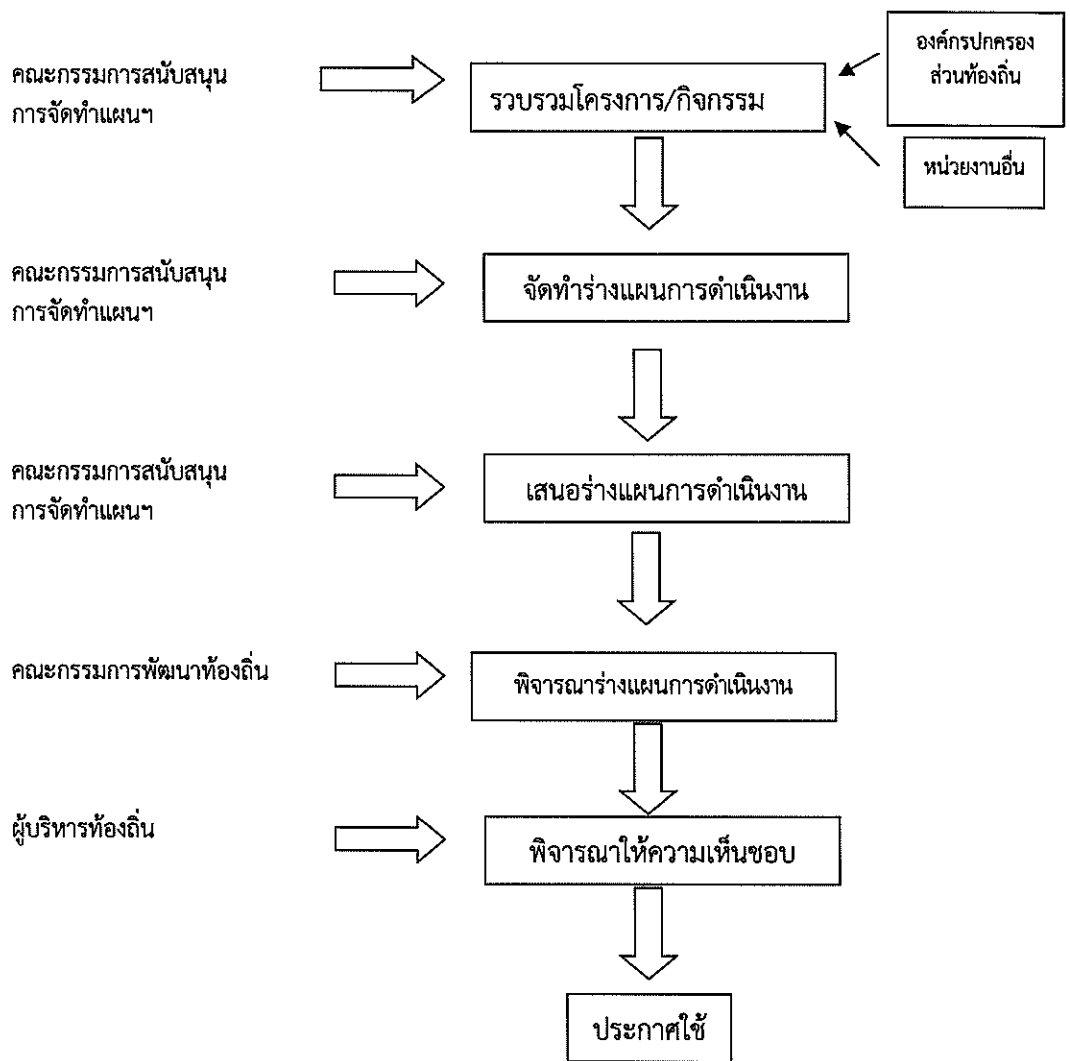 องค์กรปกครอง
ส่วนท้องถิ่น
คณะกรรมการสนับสนุน
การจัดทำแผนฯ
รวบรวมโครงการ/กิจกรรม
หน่วยงานอื่น
คณะกรรมการสนับสนุน
การจัดทำแผนฯ
จัดทำร่างแผนการดำเนินงาน
คณะกรรมการสนับสนุน
การจัดทำแผนฯ
เสนอร่างแผนการดำเนินงาน
คณะกรรมการพัฒนาท้องถิ่น
พิจารณาร่างแผนการดำเนินงาน
ผู้บริหารท้องถิ่น
พิจารณาให้ความเห็นชอบ
ประกาศใช้